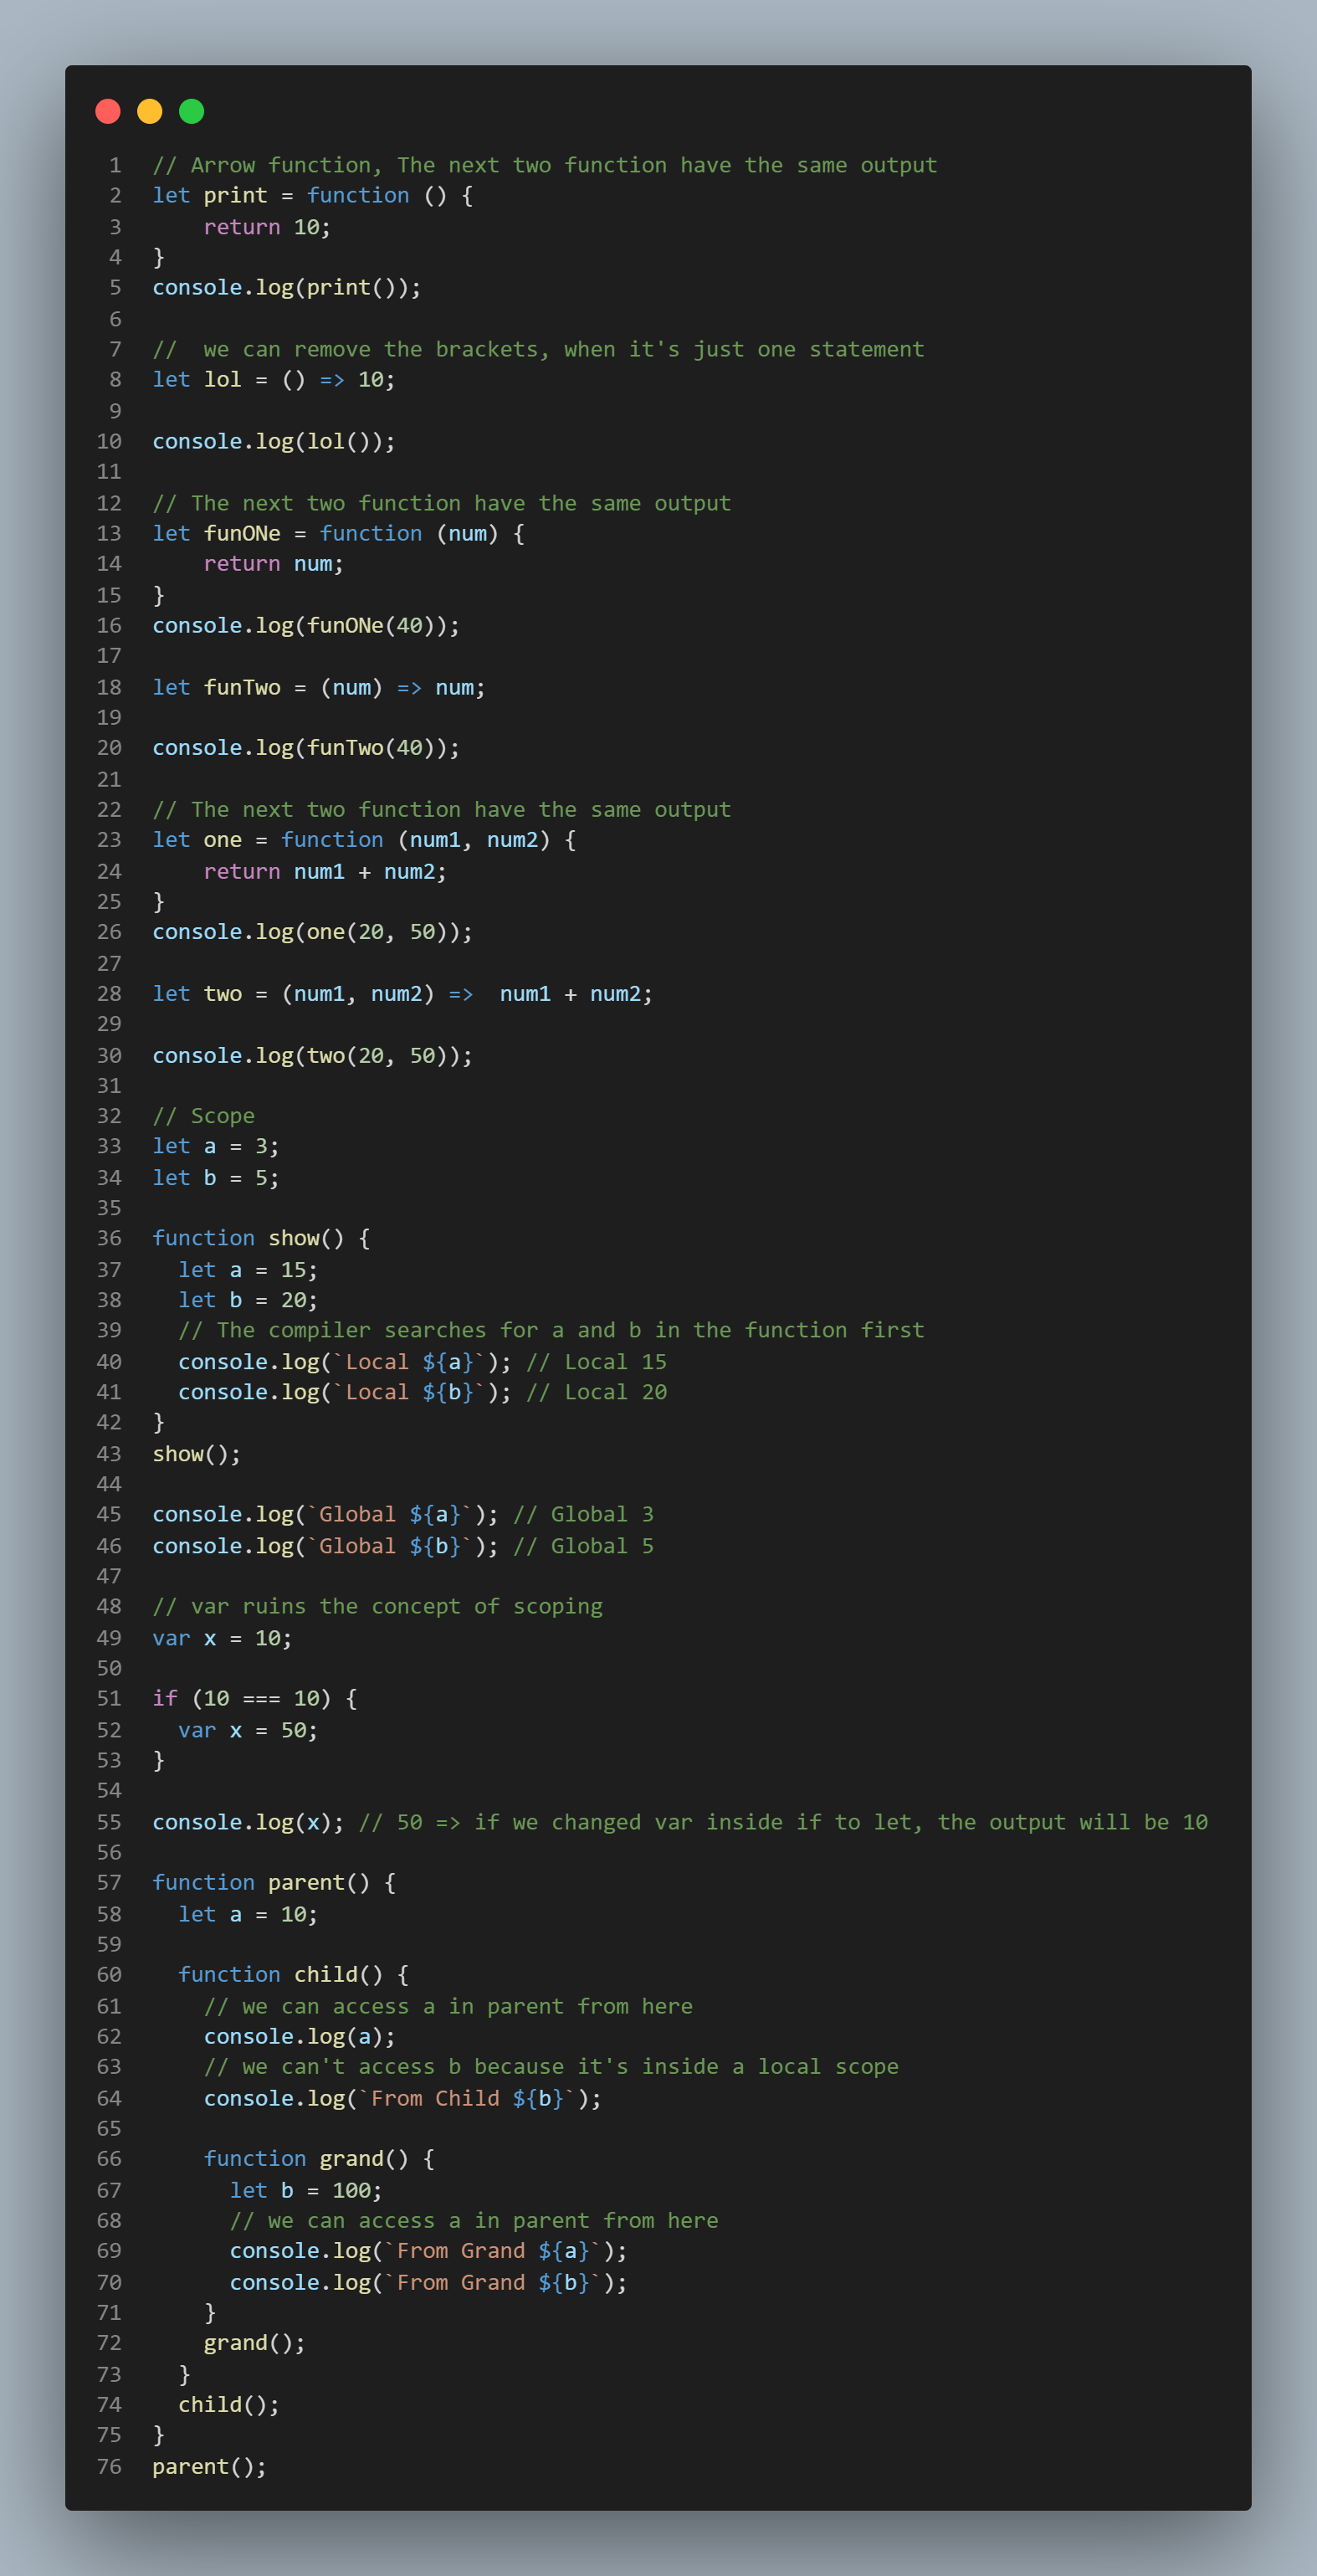 1 // Arrow function, The next two function have the same output
2 let print = function () {
3     return 10;
4 }
5 console.log(print());
6
7 //  we can remove the brackets, when it's just one statement
8 let lol = () => 10;
9
10 console.log(lol());
11
12 // The next two function have the same output
13 let funONe = function (num) {
14     return num;
15 }
16 console.log(funONe(40));
17
18 let funTwo = (num) => num;
19
20 console.log(funTwo(40));
21
22 // The next two function have the same output
23 let one = function (num1, num2) {
24     return num1 + num2;
25 }
26 console.log(one(20, 50));
27
28 let two = (num1, num2) =>  num1 + num2;
29
30 console.log(two(20, 50));
31
32 // Scope
33 let a = 3;
34 let b = 5;
35
36 function show() {
37   let a = 15;
38   let b = 20;
39   // The compiler searches for a and b in the function first
40   console.log(`Local ${a}`); // Local 15
41   console.log(`Local ${b}`); // Local 20
42 }
43 show();
44
45 console.log(`Global ${a}`); // Global 3
46 console.log(`Global ${b}`); // Global 5
47
48 // var ruins the concept of scoping
49 var x = 10;
50
51 if (10 === 10) {
52   var x = 50;
53 }
54
55 console.log(x); // 50 => if we changed var inside if to let, the output will be 10
56
57 function parent() {
58   let a = 10;
59
60   function child() {
61     // we can access a in parent from here
62     console.log(a);
63     // we can't access b because it's inside a local scope
64     console.log(`From Child ${b}`);
65
66     function grand() {
67       let b = 100;
68       // we can access a in parent from here
69       console.log(`From Grand ${a}`);
70       console.log(`From Grand ${b}`);
71     }
72     grand();
73   }
74   child();
75 }
76 parent();